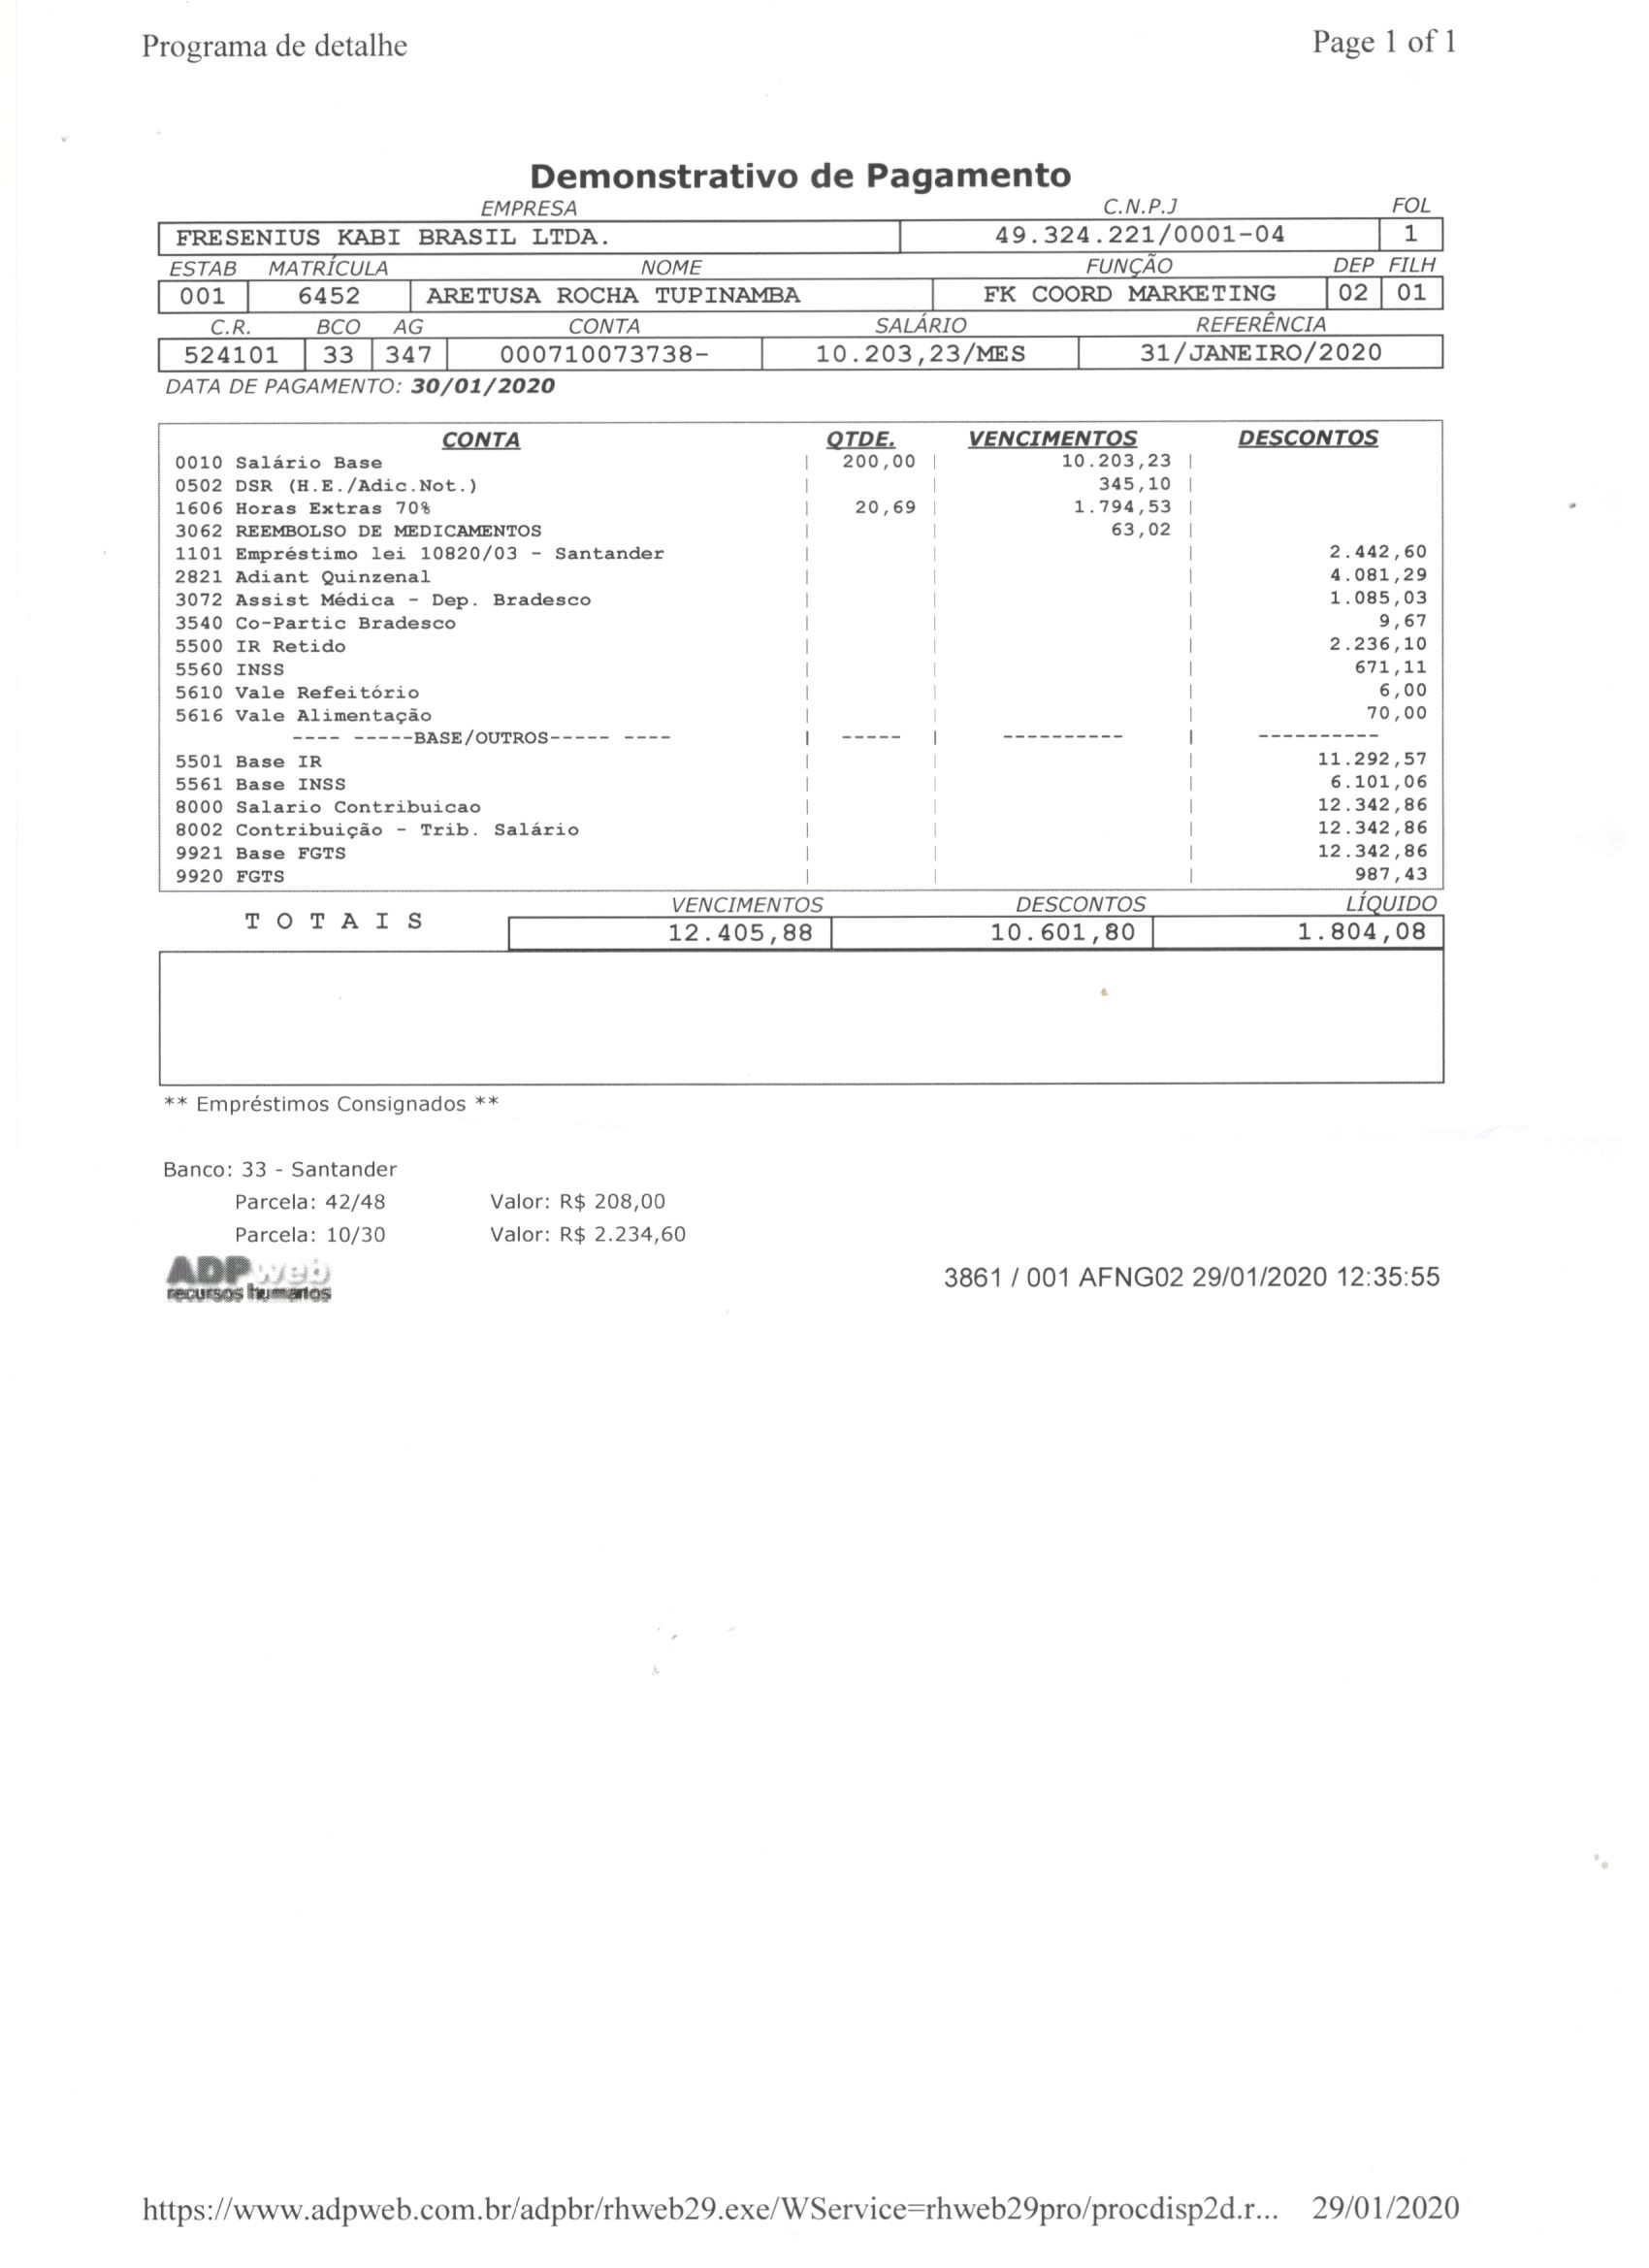 Programa de detalhe Page 1 of 1
Demonstrativo de Pagamento
EMPRESA C.N.P.J FOL
FRESENIUS KABI BRASIL LTDA. 49.324.221/0001-04 1
ESTAB MATRÍCULA NOME FUNÇÃO DEP FILH
001 6452 ARETUSA ROCHA TUPINAMBA FK COORD MARKETING 02 01
C.R. BCO AG CONTA SALÁRIO REFERÊNCIA
524101 33 347 000710073738- 10.203,23/MES 31/JANEIRO/2020
DATA DE PAGAMENTO: 30/01/2020
CONTA QTDE. VENCIMENTOS DESCONTOS
0010 Salário Base | 200,00 | 10.203,23 |
0502 DSR (H.E./Adic.Not.) | | 345,10 |
1606 Horas Extras 70% | 20,69 | 1.794,53 |
3062 REEMBOLSO DE MEDICAMENTOS | | 63,02 |
1101 Empréstimo lei 10820/03 - Santander | | | 2.442,60
2821 Adiant Quinzenal | | | 4.081,29
3072 Assist Médica - Dep. Bradesco | | | 1.085,03
3540 Co-Partic Bradesco | | | 9,67
5500 IR Retido | | | 2.236,10
5560 INSS | | | 671,11
5610 Vale Refeitório | | | 6,00
5616 Vale Alimentação | | | 70,00
---- -----BASE/OUTROS----- ---- | ----- | ---------- | ----------
5501 Base IR | | | 11.292,57
5561 Base INSS | | | 6.101,06
8000 Salario Contribuicao | | | 12.342,86
8002 Contribuição - Trib. Salário | | | 12.342,86
9921 Base FGTS | | | 12.342,86
9920 FGTS | | | 987,43
VENCIMENTOS DESCONTOS LÍQUIDO
T O T A I S 12.405,88 10.601,80 1.804,08
** Empréstimos Consignados **
Banco: 33 - Santander
Parcela: 42/48 Valor: R$ 208,00
Parcela: 10/30 Valor: R$ 2.234,60
ADPweb
recursos humanos
3861 / 001 AFNG02 29/01/2020 12:35:55
https://www.adpweb.com.br/adpbr/rhweb29.exe/WService=rhweb29pro/procdisp2d.r... 29/01/2020